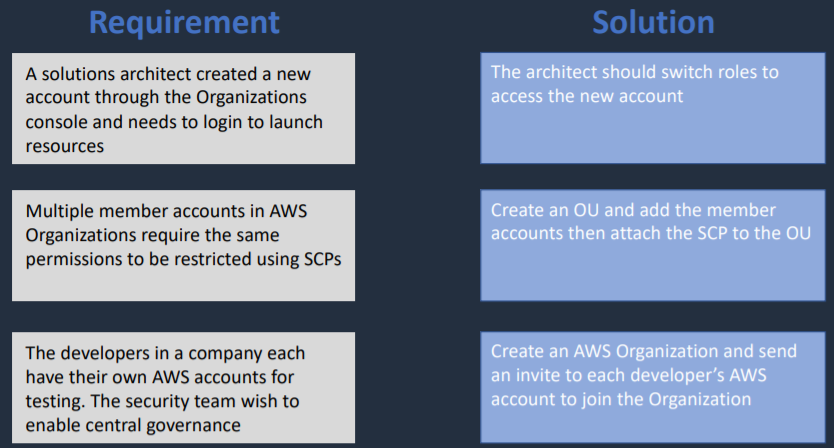 Requirement
Solution
A solutions architect created a new
account through the Organizations
console and needs to login to launch
resources
The architect should switch roles to
access the new account
Multiple member accounts in AWS
Organizations require the same
permissions to be restricted using SCPs
Create an OU and add the member
accounts then attach the SCP to the OU
The developers in a company each
have their own AWS accounts for
testing. The security team wish to
enable central governance
Create an AWS Organization and send
an invite to each developer’s AWS
account to join the Organization